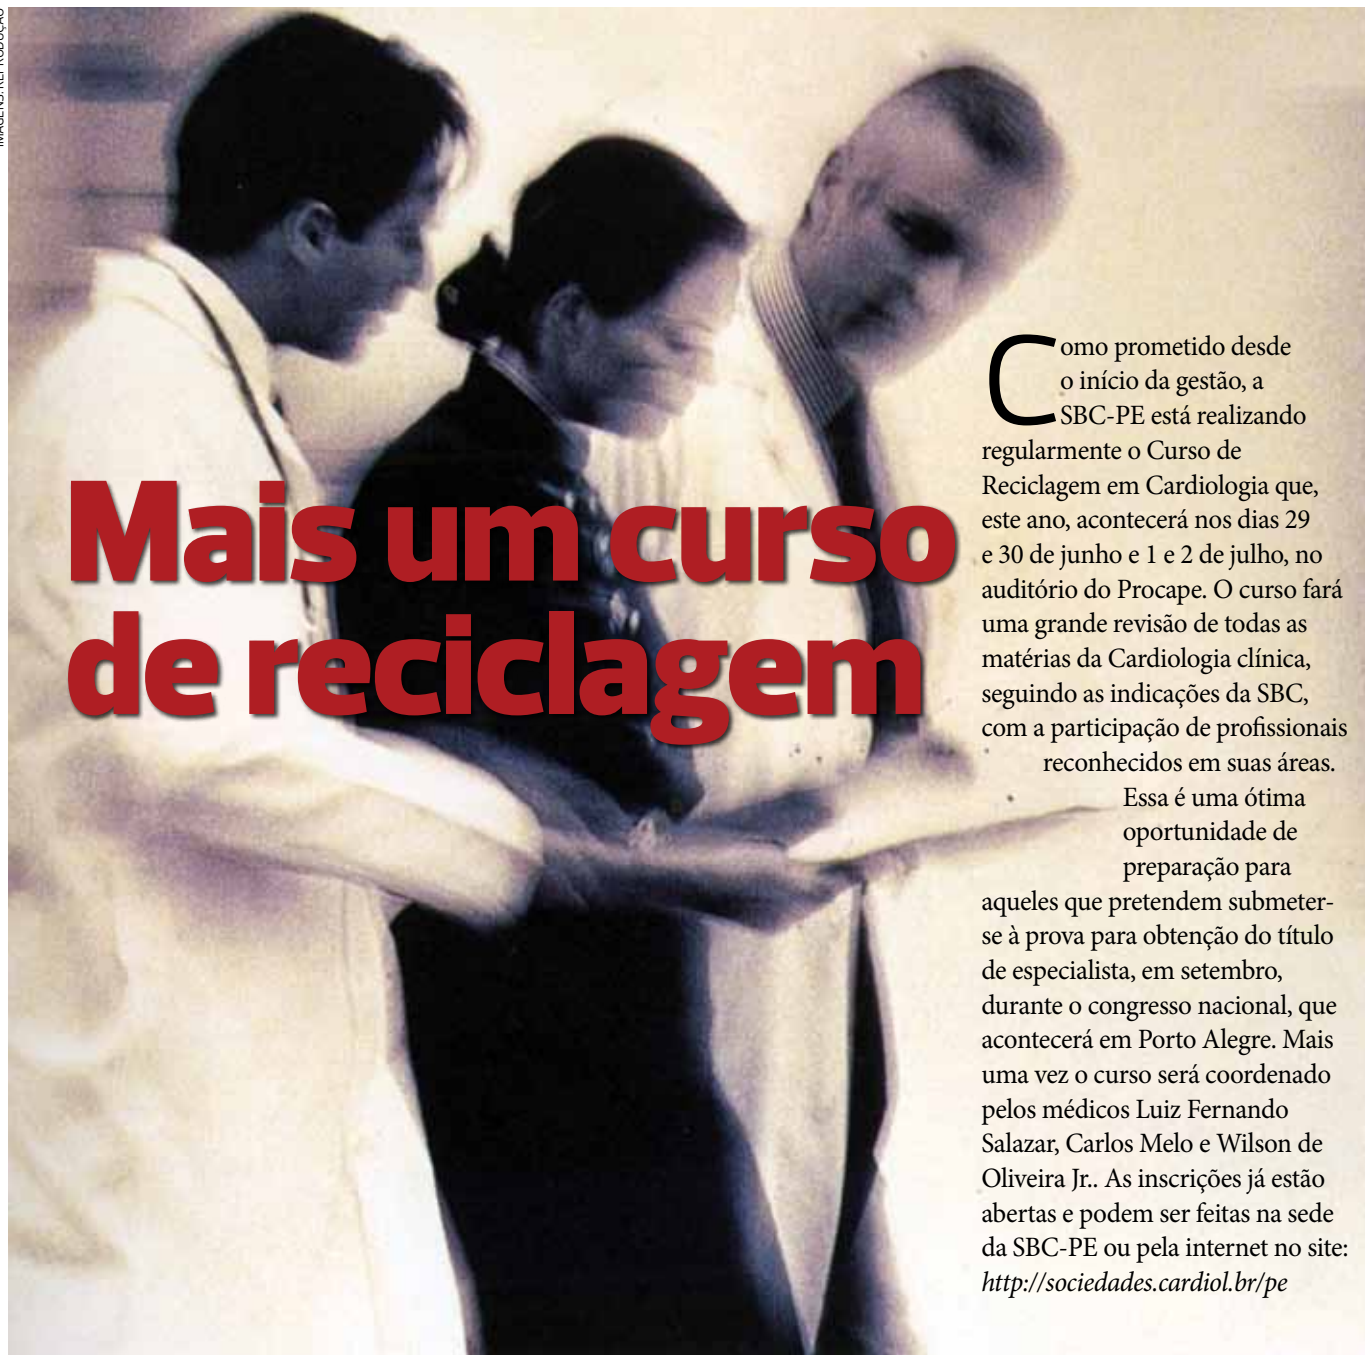 IMAGENS: REPRODUÇÃO
Mais um curso
de reciclagem
Como prometido desde
o início da gestão, a
SBC-PE está realizando
regularmente o Curso de
Reciclagem em Cardiologia que,
este ano, acontecerá nos dias 29
e 30 de junho e 1 e 2 de julho, no
auditório do Procape. O curso fará
uma grande revisão de todas as
matérias da Cardiologia clínica,
seguindo as indicações da SBC,
com a participação de profissionais
reconhecidos em suas áreas.
Essa é uma ótima
oportunidade de
preparação para
aqueles que pretendem submeter-
se à prova para obtenção do título
de especialista, em setembro,
durante o congresso nacional, que
acontecerá em Porto Alegre. Mais
uma vez o curso será coordenado
pelos médicos Luiz Fernando
Salazar, Carlos Melo e Wilson de
Oliveira Jr.. As inscrições já estão
abertas e podem ser feitas na sede
da SBC-PE ou pela internet no site:
http://sociedades.cardiol.br/pe